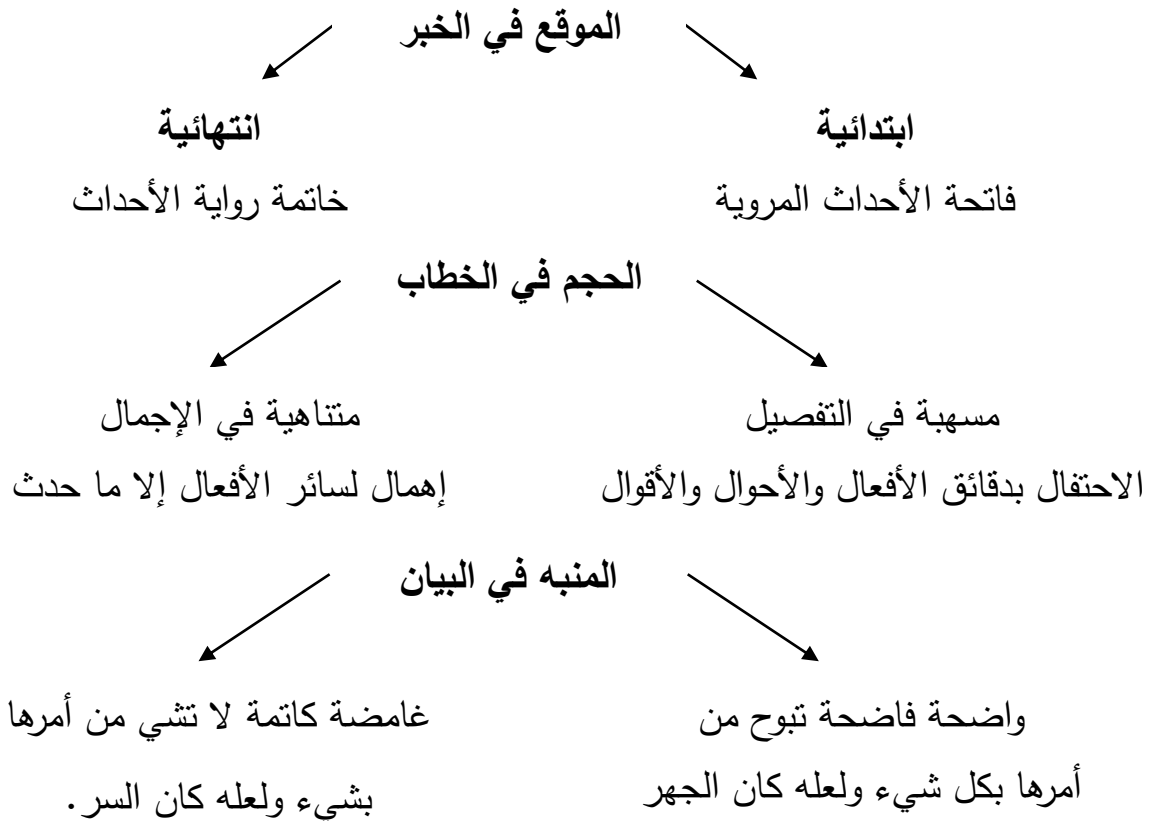 الموقع في الخبر
ابتدائية
انتهائية
فاتحة الأحداث المروية
خاتمة رواية الأحداث
الحجم في الخطاب
مسهبة في التفصيل
متناهية في الإجمال
الاحتفال بدقائق الأفعال والأحوال والأقوال
إهمال لسائر الأفعال إلا ما حدث
المنبه في البيان
واضحة فاضحة تبوح من
أمرها بكل شيء ولعله كان الجهر
غامضة كاتمة لا تشي من أمرها
بشيء ولعله كان السر.